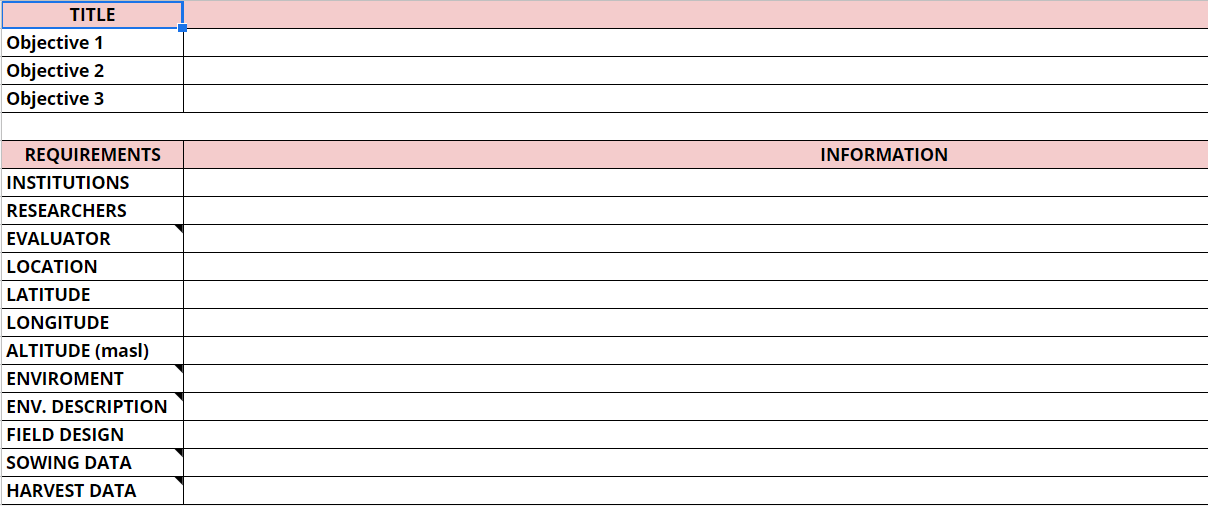 TITLE
Objective 1
Objective 2
Objective 3
REQUIREMENTS INFORMATION
INSTITUTIONS
RESEARCHERS
EVALUATOR
LOCATION
LATITUDE
LONGITUDE
ALTITUDE (masl)
ENVIROMENT
ENV. DESCRIPTION
FIELD DESIGN
SOWING DATA
HARVEST DATA